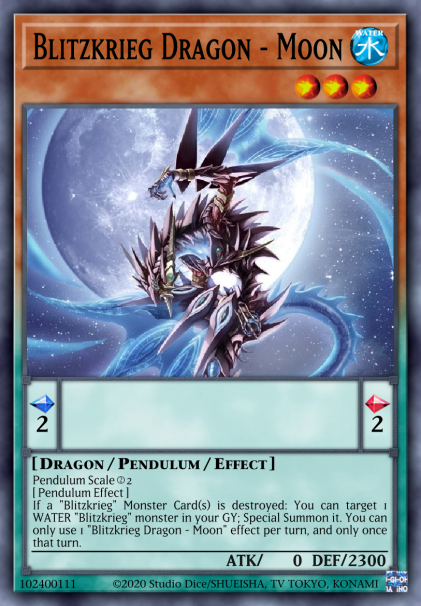 BLITZKRIEG DRAGON - MOON
WATER
水
2
2
[ DRAGON / PENDULUM / EFFECT ]
Pendulum Scale 2
[ Pendulum Effect ]
If a "Blitzkrieg" Monster Card(s) is destroyed: You can target 1
WATER "Blitzkrieg" monster in your GY; Special Summon it. You can
only use 1 "Blitzkrieg Dragon - Moon" effect per turn, and only once
that turn.
ATK/ 0 DEF/2300
102400111 ©2020 Studio Dice/SHUEISHA, TV TOKYO, KONAMI